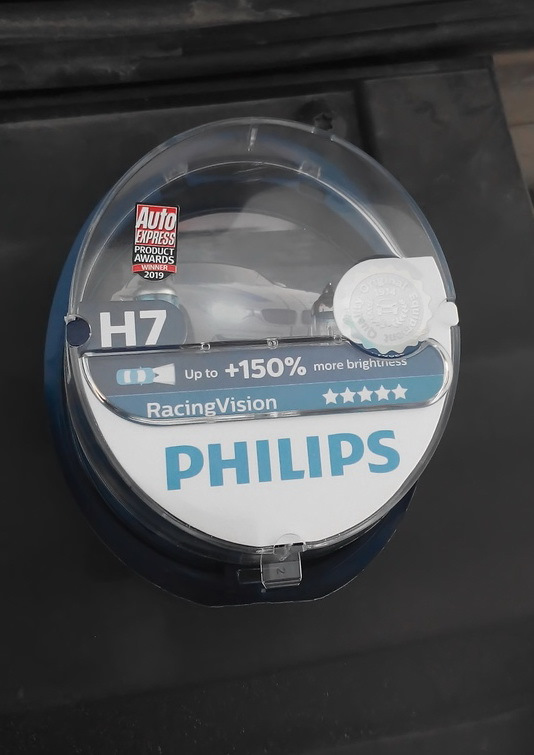 Auto
EXPRESS
PRODUCT
AWARDS
WINNER
2019
H7
Up to +150% more brightness
RacingVision
PHILIPS